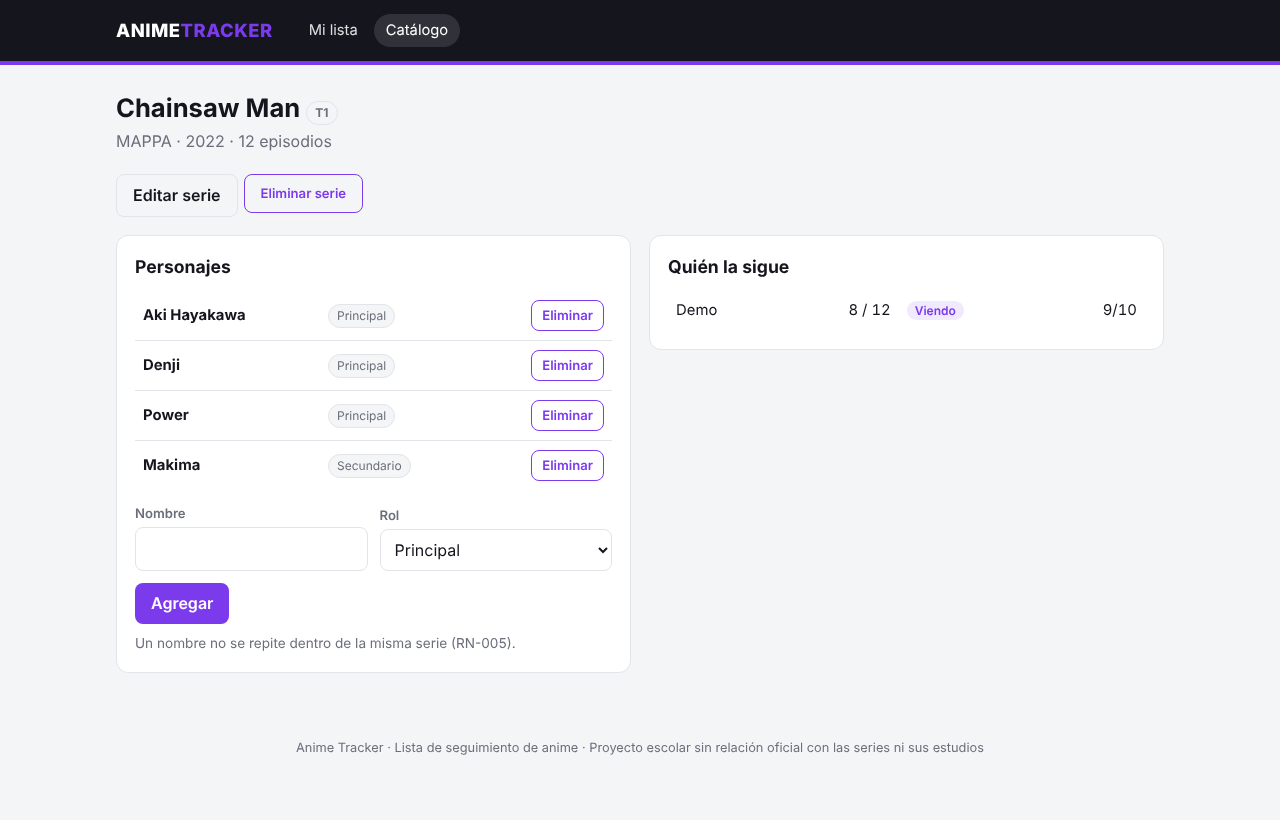 ANIMETRACKER Mi lista Catálogo
Chainsaw Man T1
MAPPA · 2022 · 12 episodios
Editar serie Eliminar serie
Personajes
Aki Hayakawa Principal Eliminar
Denji Principal Eliminar
Power Principal Eliminar
Makima Secundario Eliminar
Nombre Rol
Principal
Agregar
Un nombre no se repite dentro de la misma serie (RN-005).
Quién la sigue
Demo 8 / 12 Viendo 9/10
Anime Tracker · Lista de seguimiento de anime · Proyecto escolar sin relación oficial con las series ni sus estudios